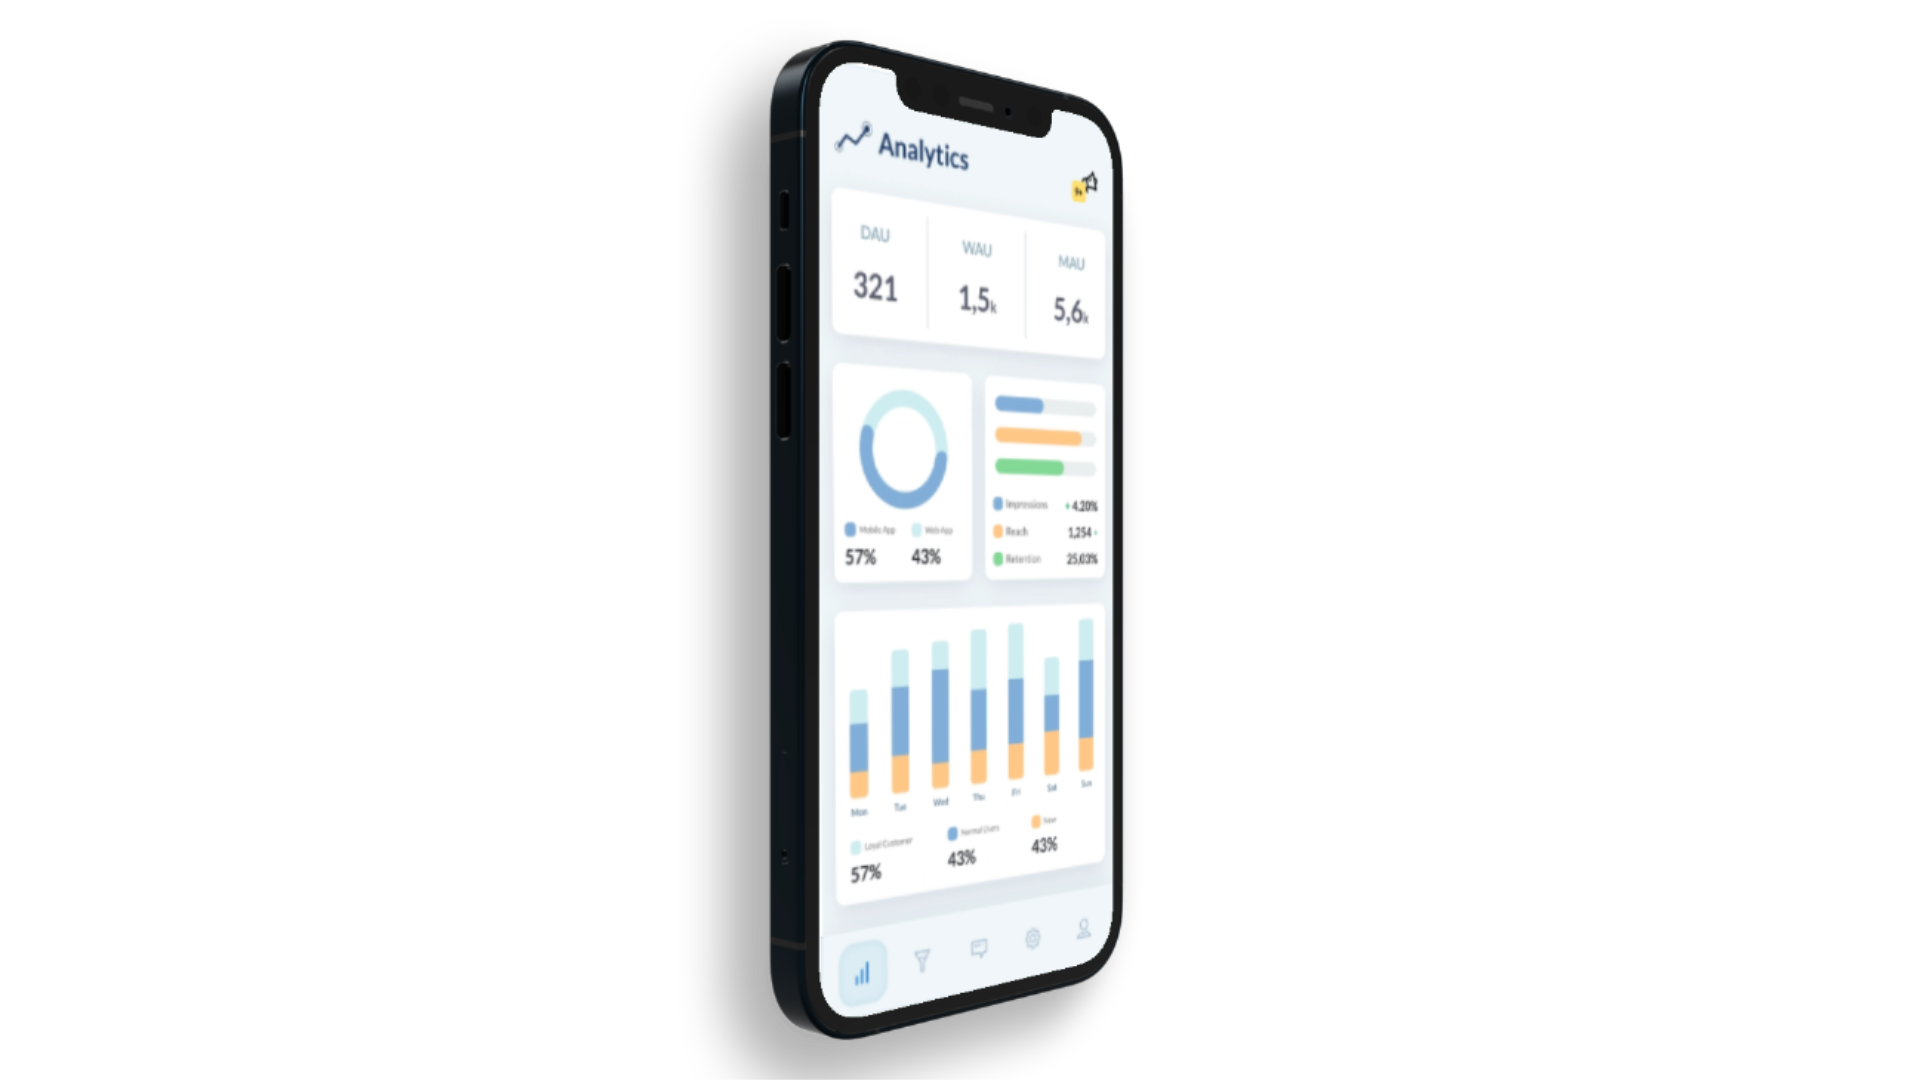 Analytics
DAU WAU MAU
321 1,5k 5,6k
Mobile App Web App
57% 43%
Impressions 4.20%
Reach 1,254
Retention 25,03%
Mon Tue Wed Thu Fri Sat Sun
Loyal Customer Normal Users New
57% 43% 43%